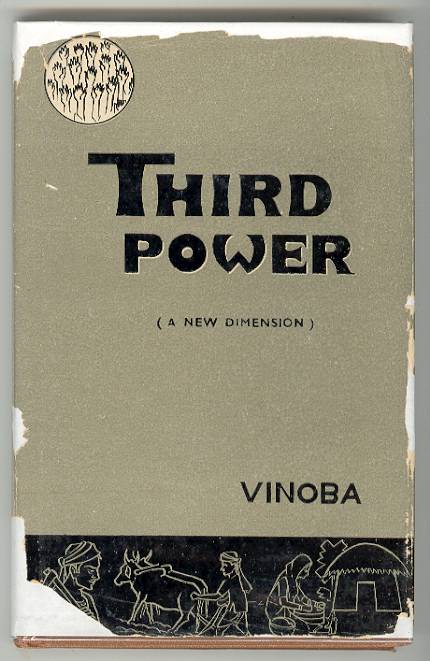 THIRD
POWER
( A NEW DIMENSION )
VINOBA